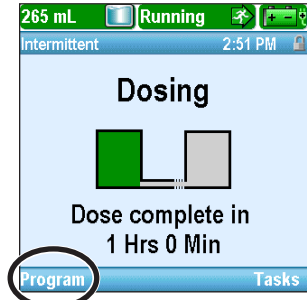 265 mL Running
Intermittent 2:51 PM
Dosing
Dose complete in
1 Hrs 0 Min
Program Tasks